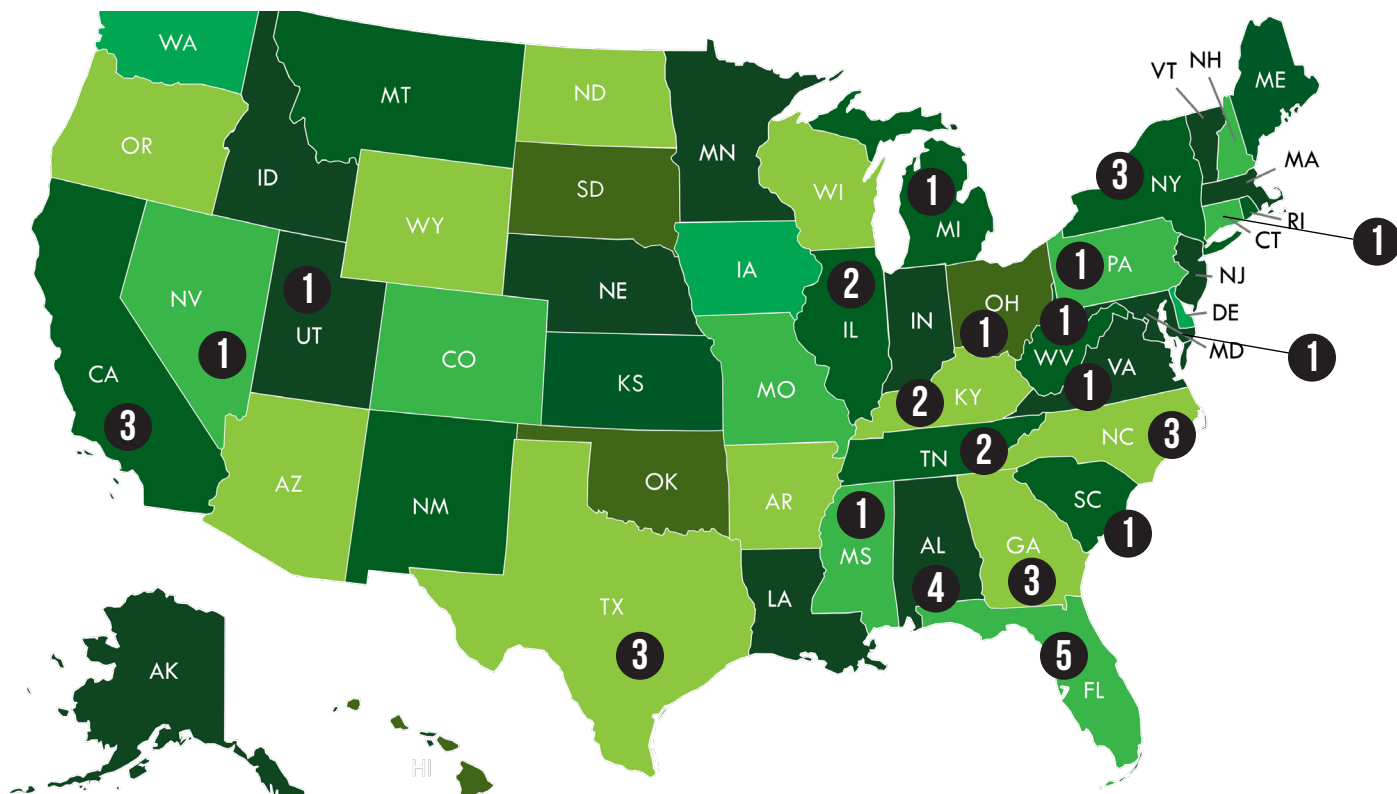 WA
MT
ND
MN
VT
NH
ME
OR
ID
WY
SD
WI
1
MI
3
NY
MA
RI
CT
1
NV
1
1
UT
CO
NE
IA
2
IL
IN
OH
1
1
PA
NJ
DE
MD
1
1
WV
VA
1
CA
3
KS
MO
2
KY
NC
3
AZ
NM
OK
AR
TN
2
1
MS
AL
4
GA
3
SC
1
TX
3
LA
5
FL
AK
HI